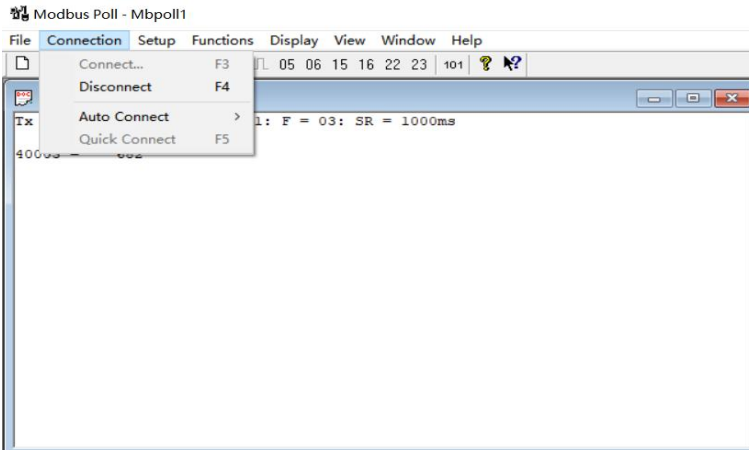 Modbus Poll - Mbpoll1
File Connection Setup Functions Display View Window Help
05 06 15 16 22 23 101
Connect... F3
Disconnect F4
Auto Connect >
Quick Connect F5
Tx 1: F = 03: SR = 1000ms